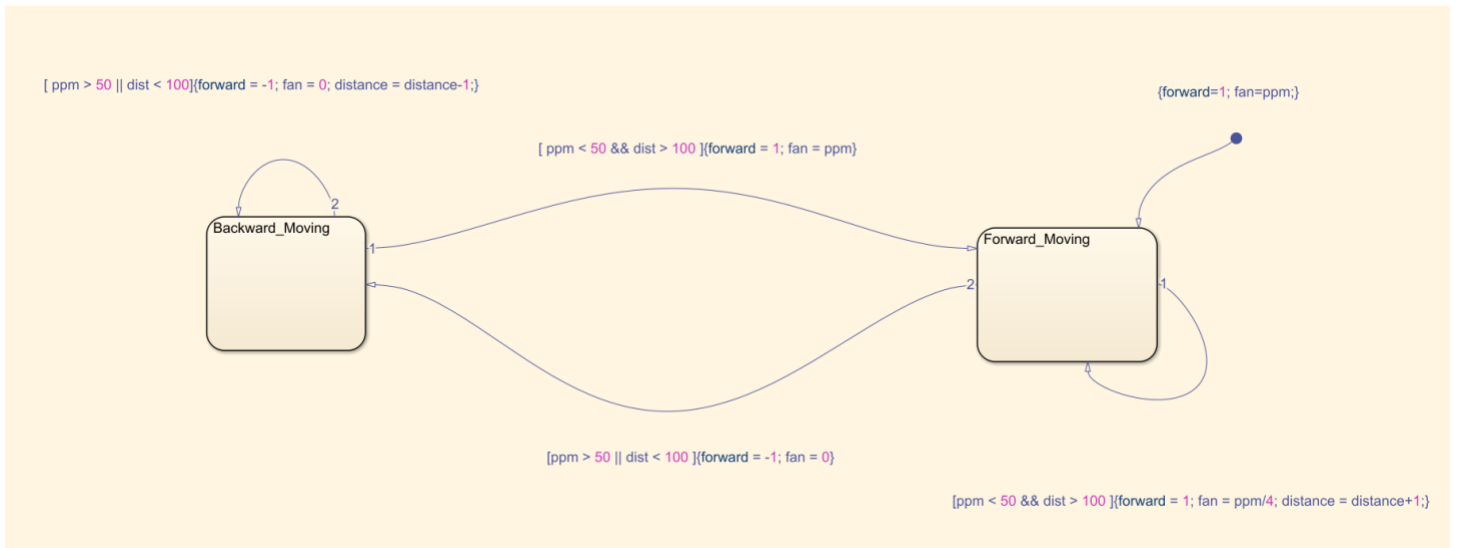 [ ppm > 50 || dist < 100]{forward = -1; fan = 0; distance = distance-1;}
{forward=1; fan=ppm;}
[ ppm < 50 && dist > 100 ]{forward = 1; fan = ppm}
2
Backward_Moving
Forward_Moving
1
2
1
[ppm > 50 || dist < 100 ]{forward = -1; fan = 0}
[ppm < 50 && dist > 100 ]{forward = 1; fan = ppm/4; distance = distance+1;}